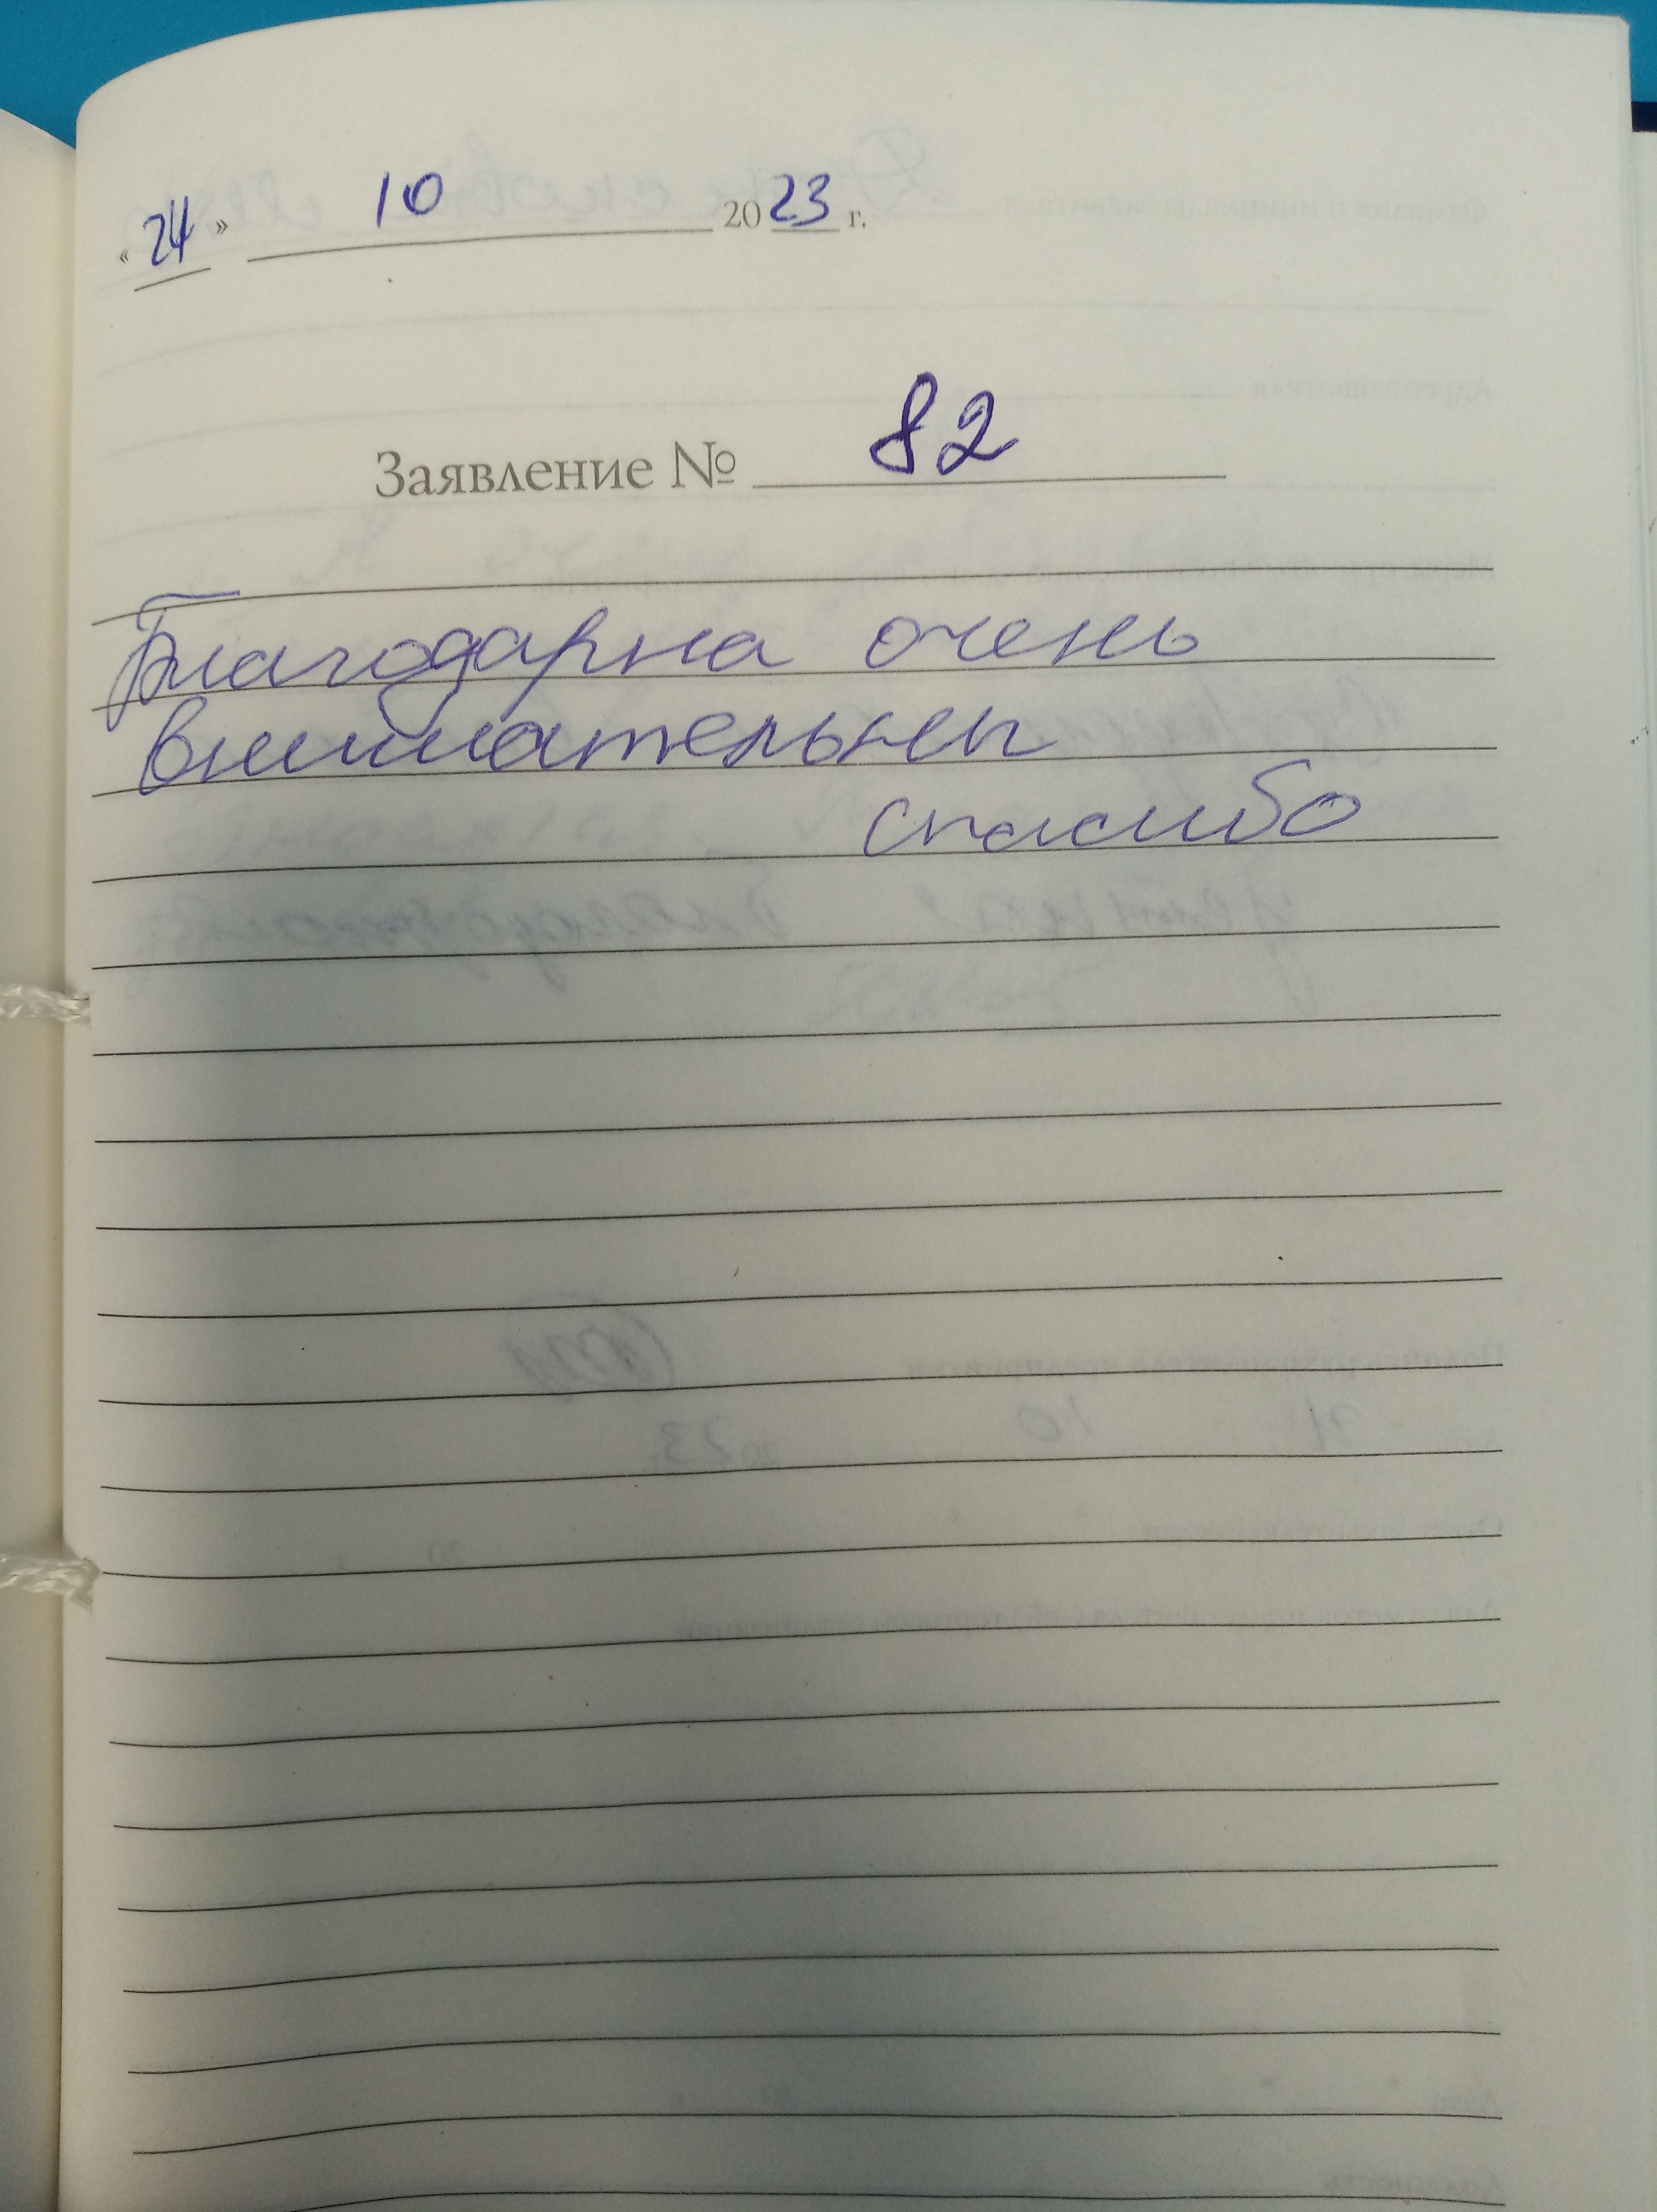 « 24 » 10 2023 г.
Заявление № 82
Благодарна очень
внимательны
спасибо